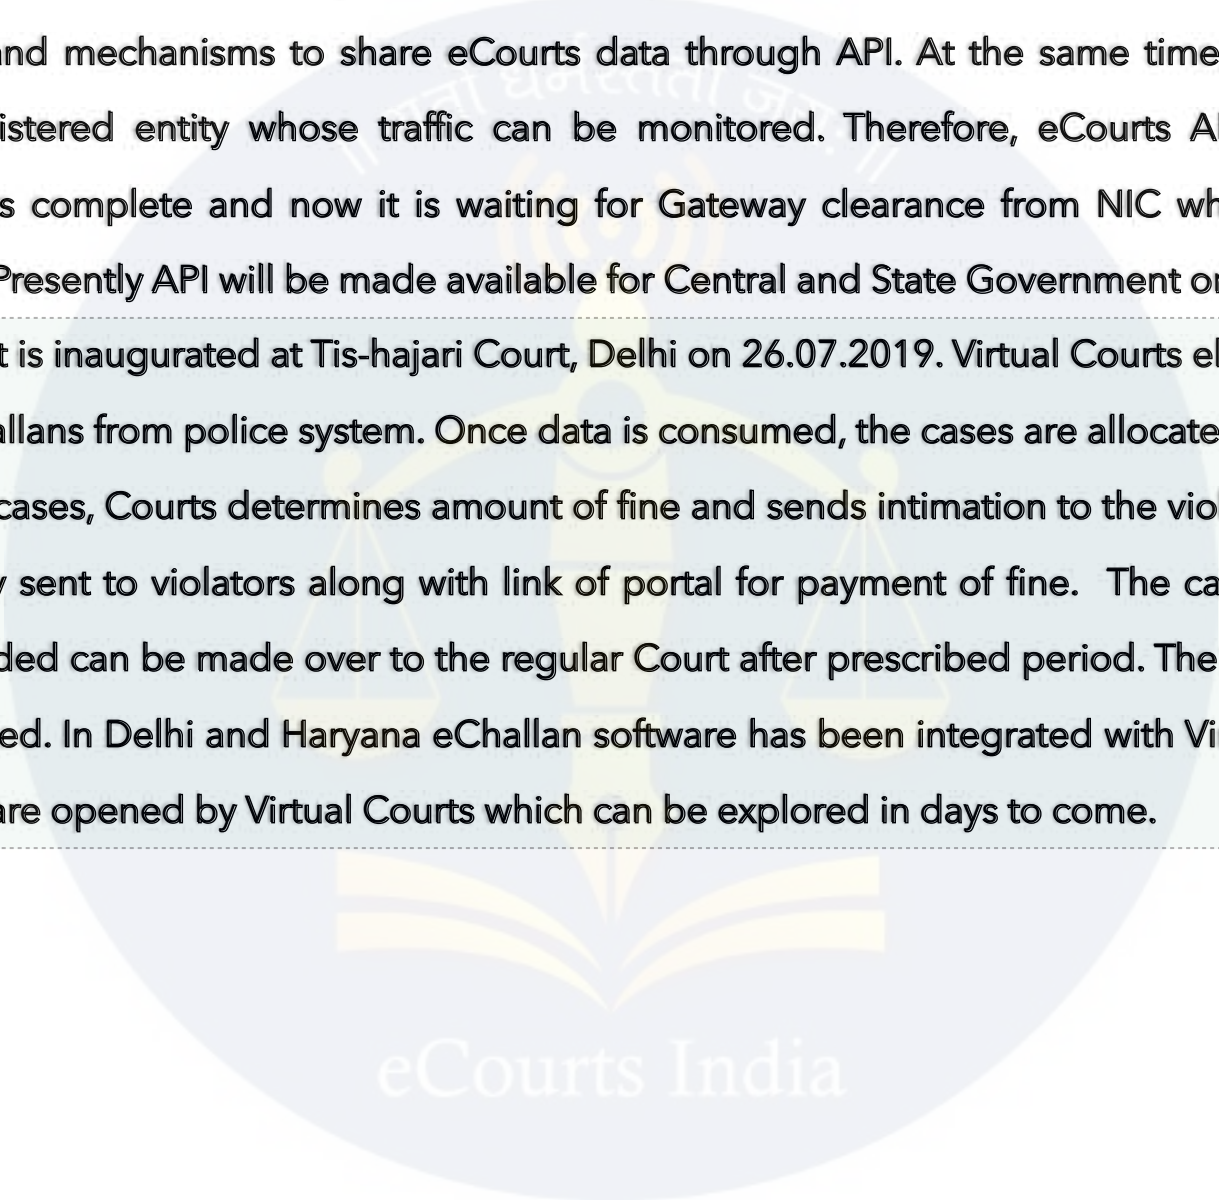 nd mechanisms to share eCourts data through API. At the same time
istered entity whose traffic can be monitored. Therefore, eCourts
s complete and now it is waiting for Gateway clearance from NIC wh
Presently API will be made available for Central and State Government
t is inaugurated at Tis-hajari Court, Delhi on 26.07.2019. Virtual Courts
allans from police system. Once data is consumed, the cases are allocate
cases, Courts determines amount of fine and sends intimation to the vio
sent to violators along with link of portal for payment of fine. The ca
ded can be made over to the regular Court after prescribed period. The
ed. In Delhi and Haryana eChallan software has been integrated with
are opened by Virtual Courts which can be explored in days to come.
eCourts India